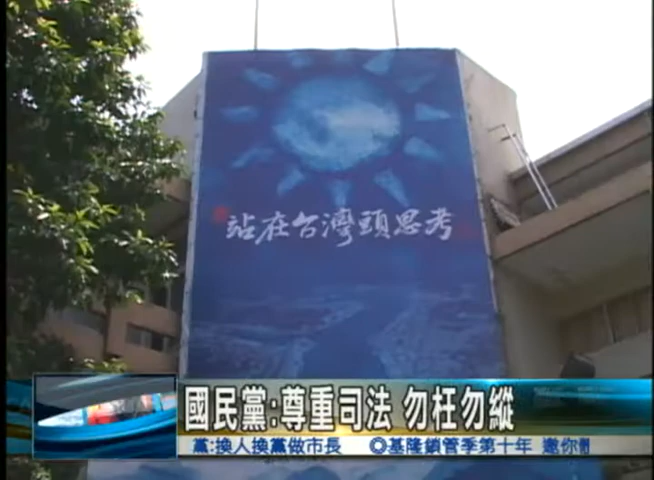 站在台灣頭思考
國民黨:尊重司法 勿枉勿縱
黨:換人換黨做市長 ◎基隆鎖管季第十年 邀你